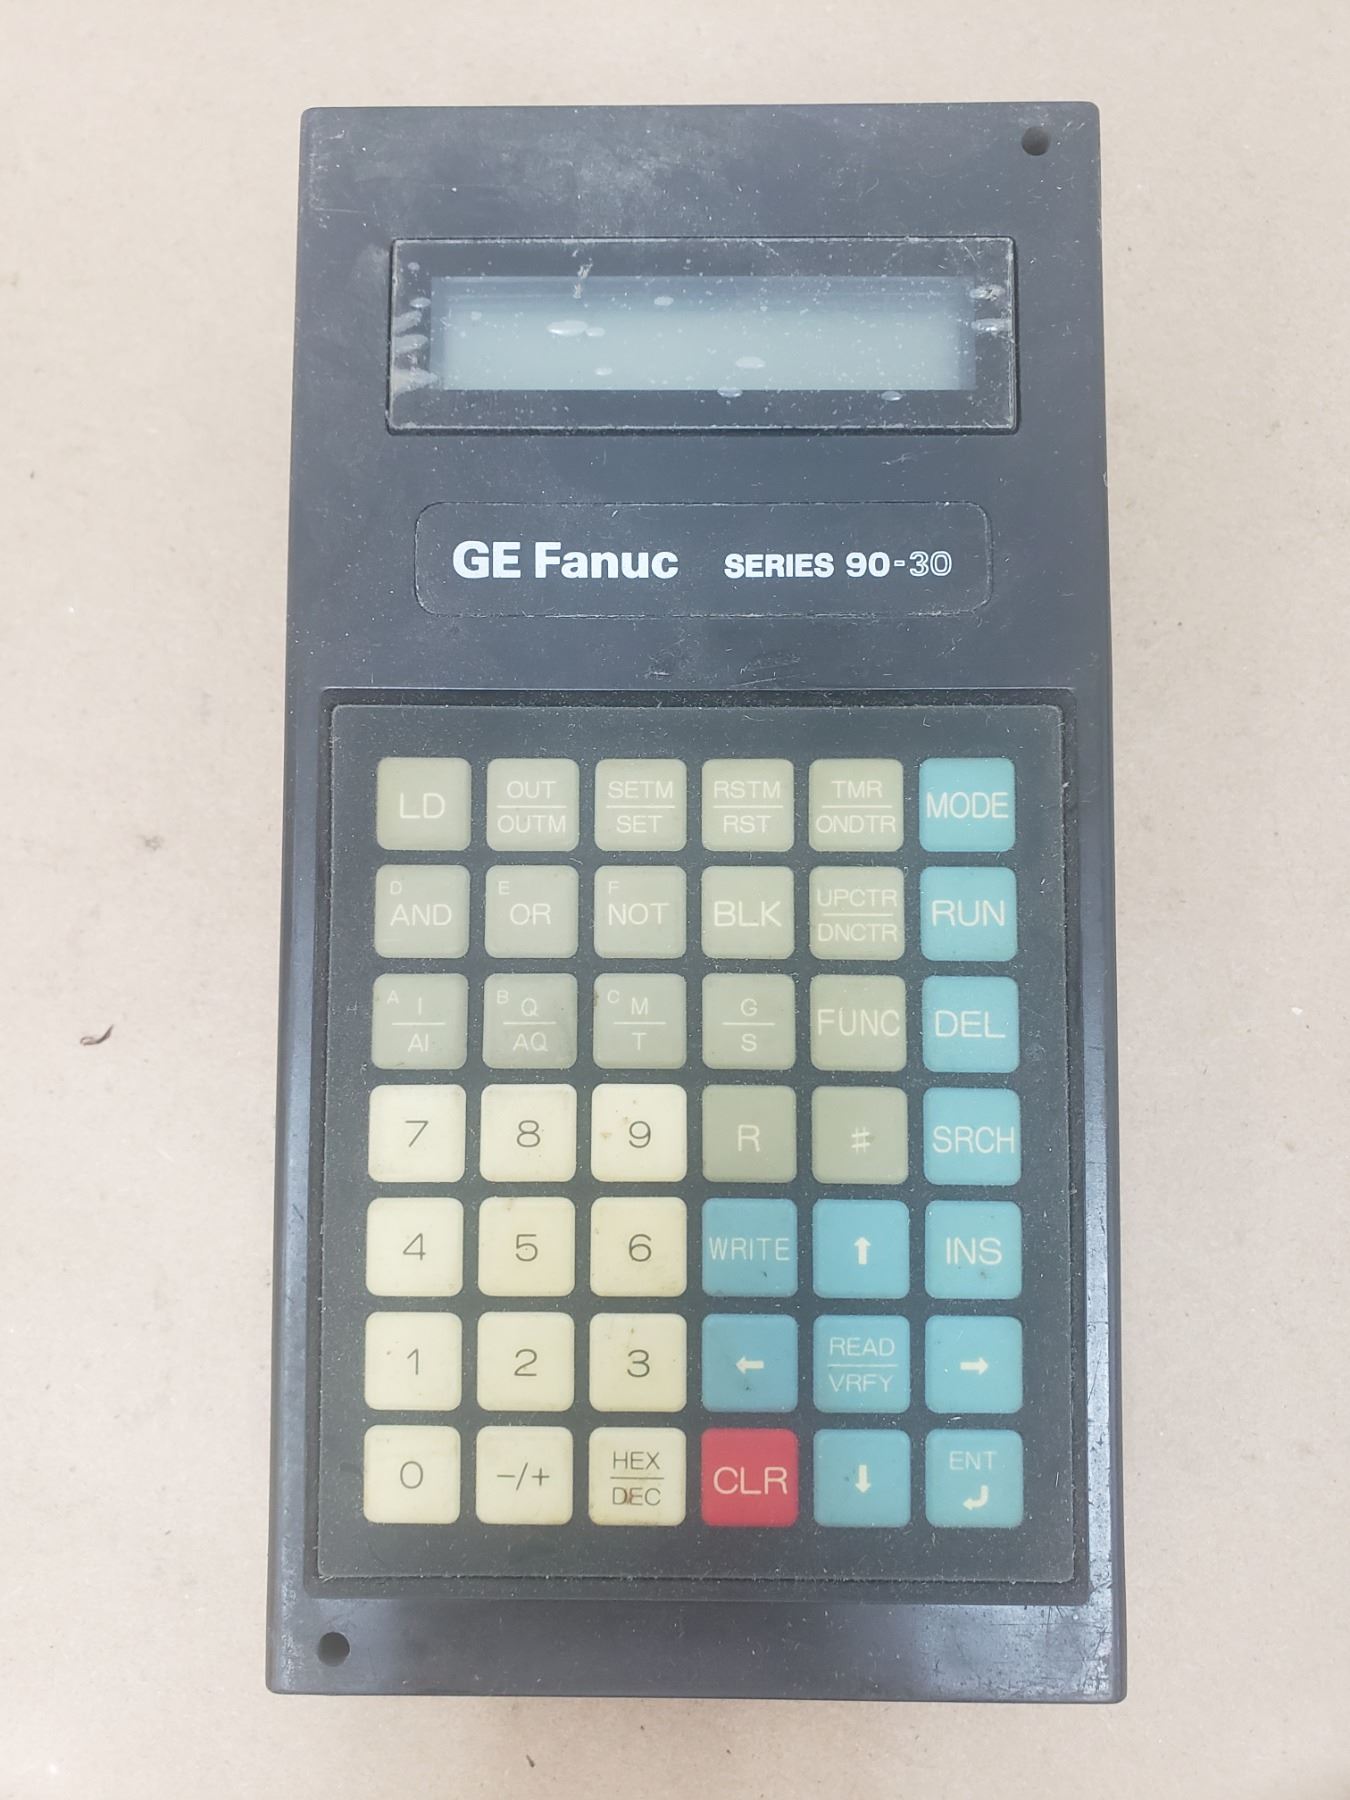 GE Fanuc SERIES 90-30
LD OUT SETM RSTM TMR MODE
OUTM SET RST ONDTR
D E F UPCTR
AND OR NOT BLK DNCTR RUN
A I B Q C M G FUNC DEL
AI AQ T S
7 8 9 R # SRCH
4 5 6 WRITE ↑ INS
1 2 3 ← READ →
VRFY
0 -/+ HEX CLR ↓ ENT
DEC ↵